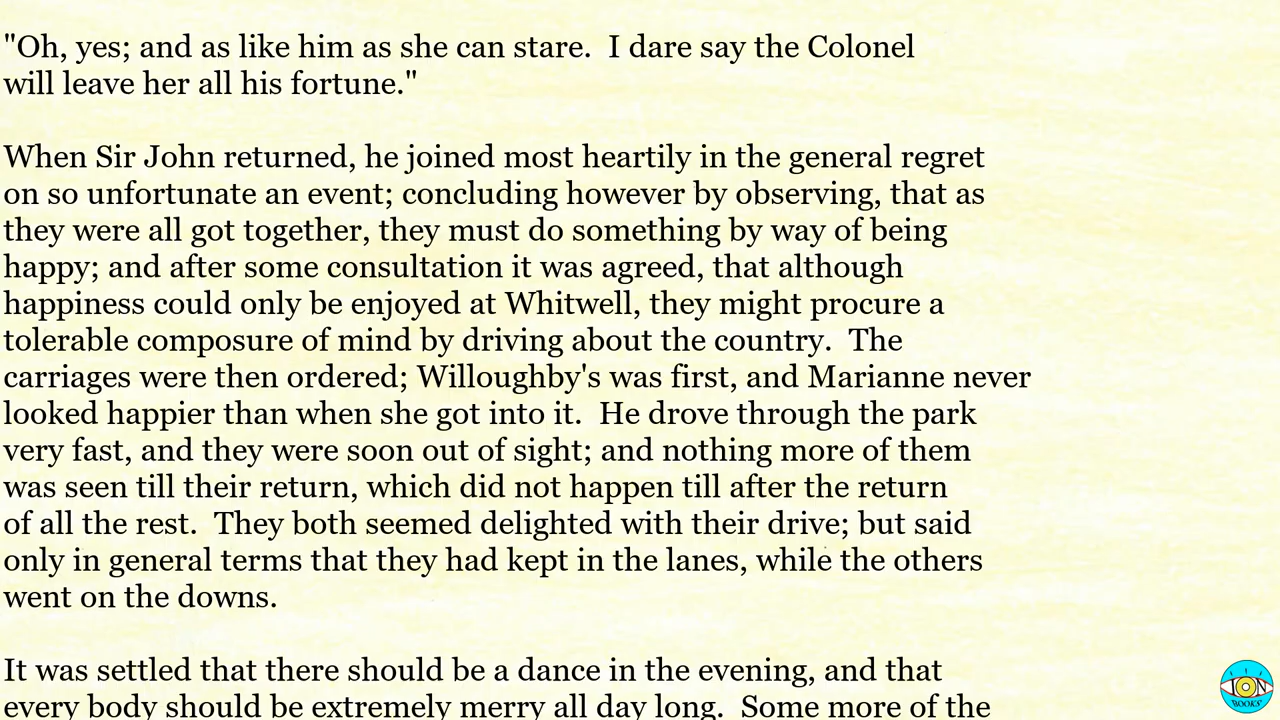 "Oh, yes; and as like him as she can stare.  I dare say the Colonel
will leave her all his fortune."
When Sir John returned, he joined most heartily in the general regret
on so unfortunate an event; concluding however by observing, that as
they were all got together, they must do something by way of being
happy; and after some consultation it was agreed, that although
happiness could only be enjoyed at Whitwell, they might procure a
tolerable composure of mind by driving about the country.  The
carriages were then ordered; Willoughby's was first, and Marianne never
looked happier than when she got into it.  He drove through the park
very fast, and they were soon out of sight; and nothing more of them
was seen till their return, which did not happen till after the return
of all the rest.  They both seemed delighted with their drive; but said
only in general terms that they had kept in the lanes, while the others
went on the downs.
It was settled that there should be a dance in the evening, and that
every body should be extremely merry all day long.  Some more of the
ION
BOOKS